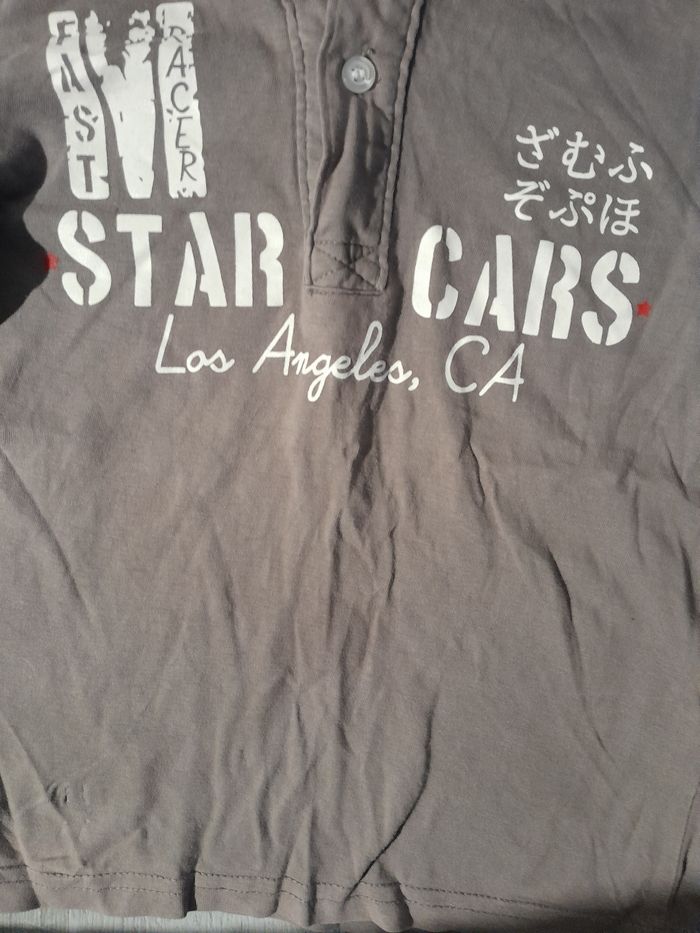 FAST
RACER
ざむふ
ぞぷほ
STAR CARS
Los Angeles, CA